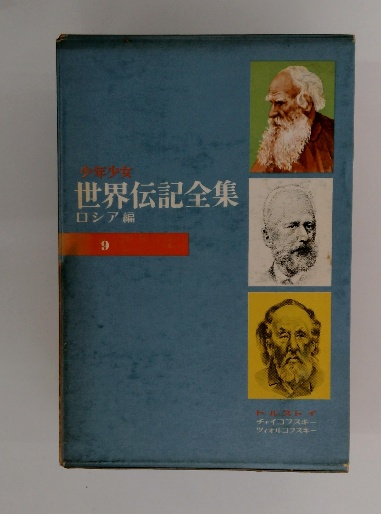 少年少女
世界伝記全集
ロシア編
9
トルストイ
チャイコフスキー
ツィオルコフスキー